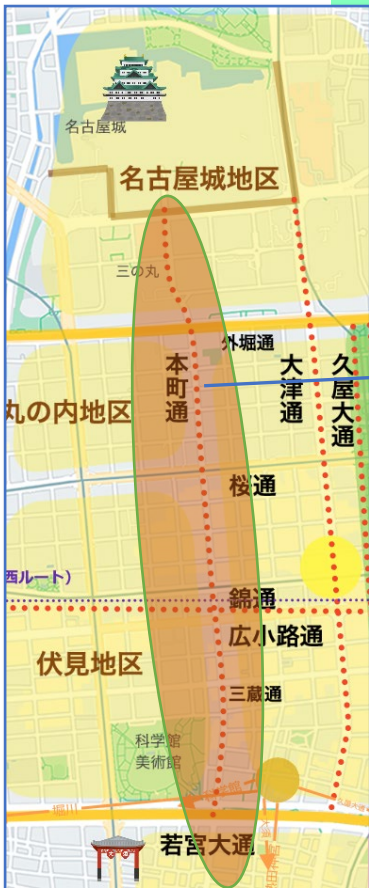 名古屋城
名古屋城地区
三の丸
外堀通
本町通
大津通
久屋大通
丸の内地区
桜通
西ルート)
錦通
広小路通
伏見地区
三蔵通
科学館
美術館
堀川
若宮大通